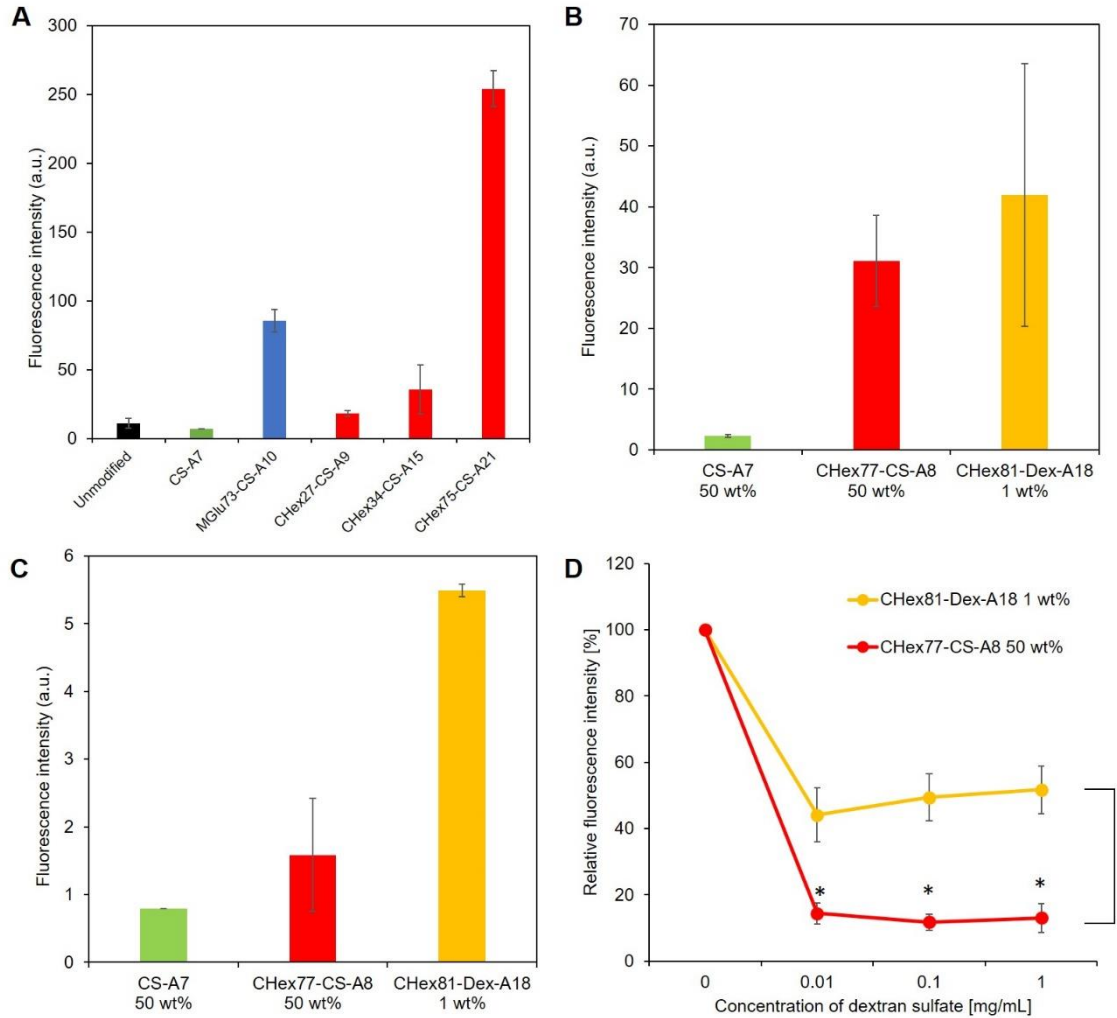 A
Fluorescence intensity (a.u.)
300
250
200
150
100
50
0
Unmodified
CS-A7
MGlu73-CS-A10
CHex27-CS-A9
CHex34-CS-A15
CHex75-CS-A21
B
Fluorescence intensity (a.u.)
70
60
50
40
30
20
10
0
CS-A7
50 wt%
CHex77-CS-A8
50 wt%
CHex81-Dex-A18
1 wt%
C
Fluorescence intensity (a.u.)
6
5
4
3
2
1
0
CS-A7
50 wt%
CHex77-CS-A8
50 wt%
CHex81-Dex-A18
1 wt%
D
Relative fluorescence intensity [%]
120
100
80
60
40
20
0
CHex81-Dex-A18 1 wt%
CHex77-CS-A8 50 wt%
*
*
*
0
0.01
0.1
1
Concentration of dextran sulfate [mg/mL]